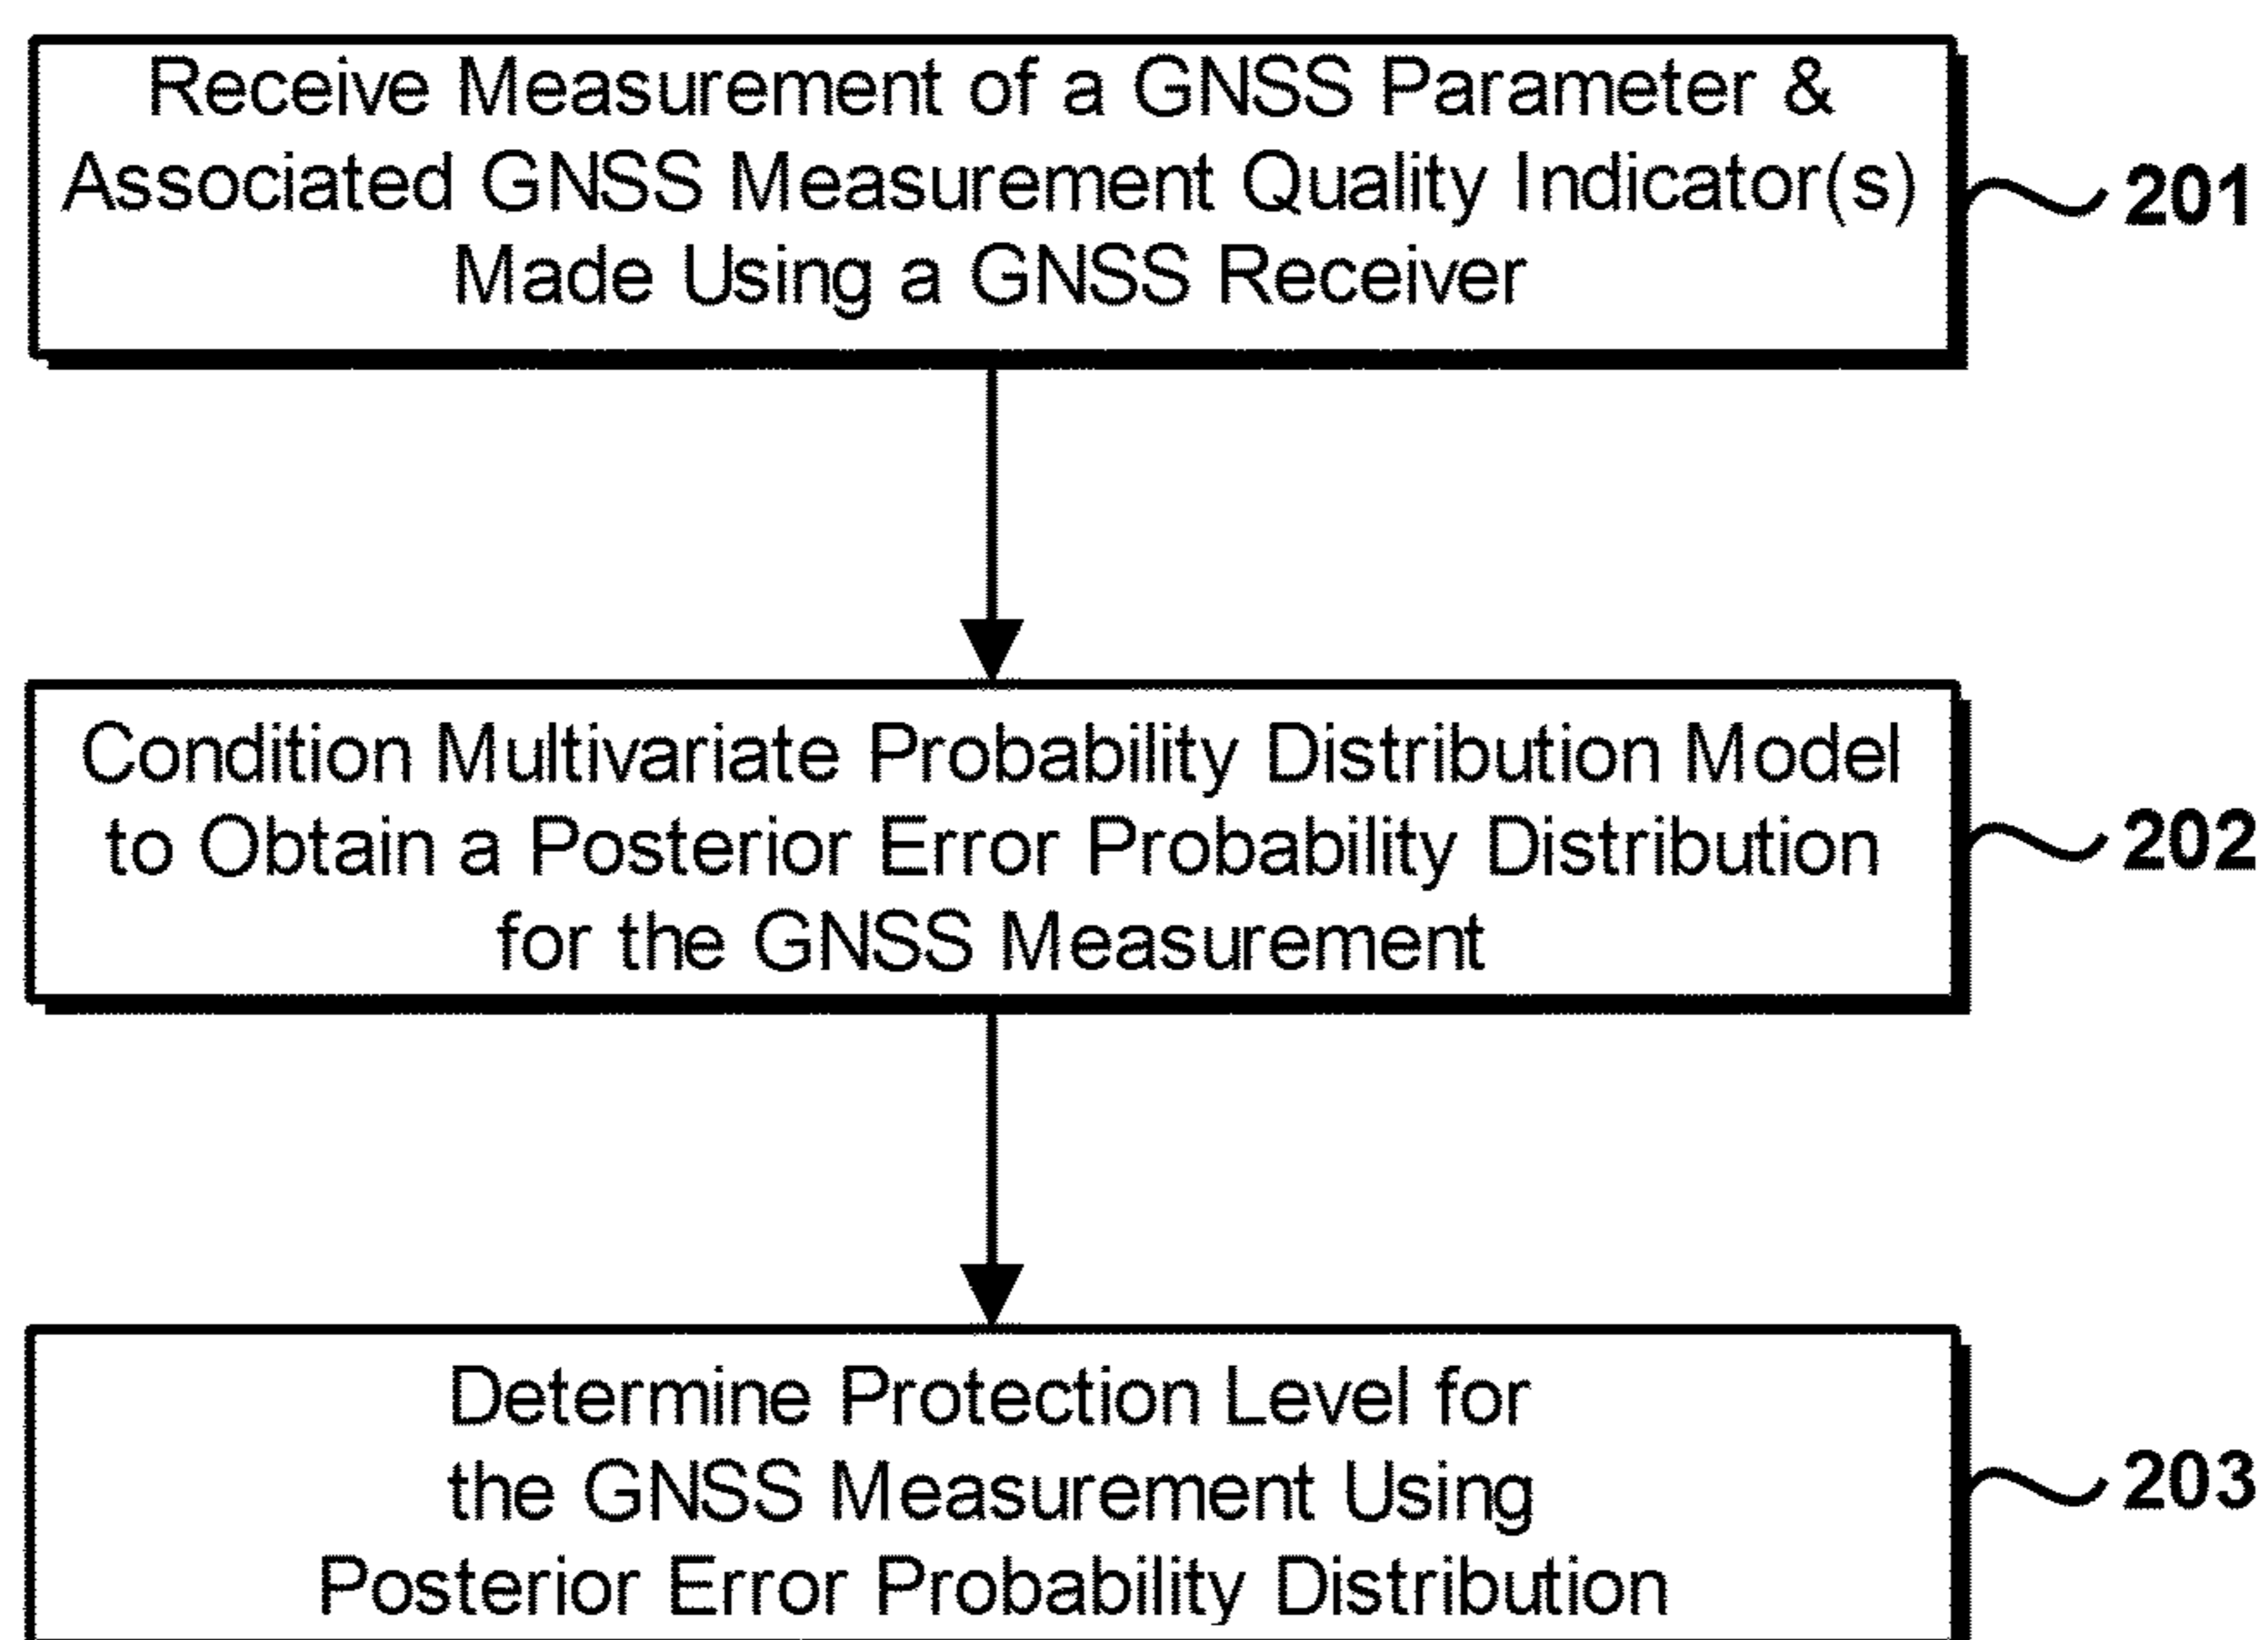 Receive Measurement of a GNSS Parameter &
Associated GNSS Measurement Quality Indicator(s)
Made Using a GNSS Receiver
201
Condition Multivariate Probability Distribution Model
to Obtain a Posterior Error Probability Distribution
for the GNSS Measurement
202
Determine Protection Level for
the GNSS Measurement Using
Posterior Error Probability Distribution
203